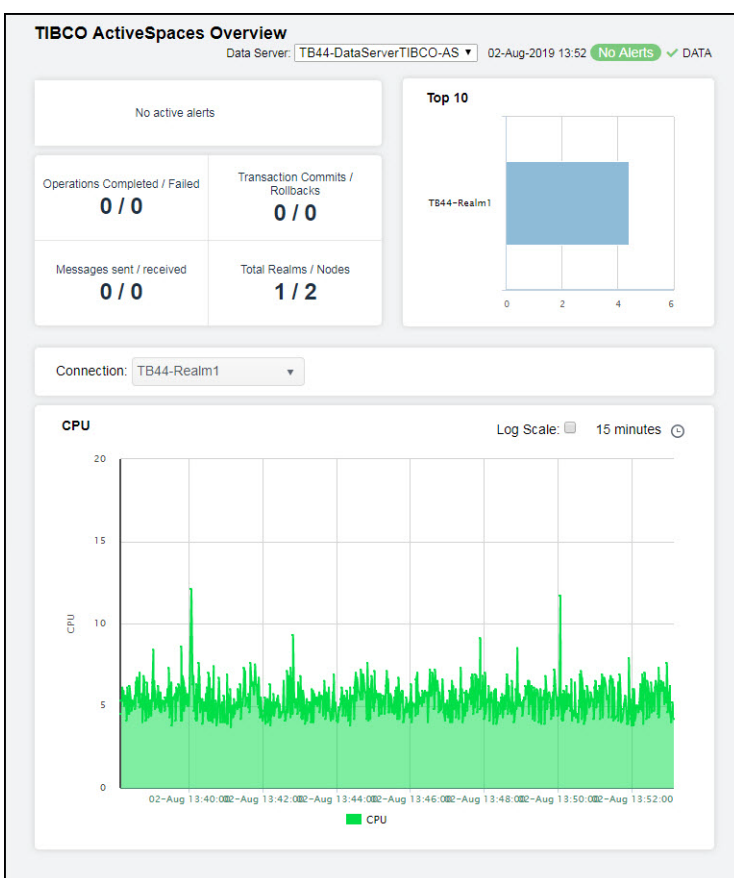 TIBCO ActiveSpaces Overview
Data Server: TB44-DataServerTIBCO-AS 02-Aug-2019 13:52 No Alerts DATA
No active alerts
Operations Completed / Failed
0 / 0
Transaction Commits /
Rollbacks
0 / 0
Messages sent / received
0 / 0
Total Realms / Nodes
1 / 2
Top 10
TB44-Realm1
0 2 4 6
Connection: TB44-Realm1
CPU
Log Scale: 15 minutes
20
15
10
5
0
CPU
02-Aug 13:40:00 02-Aug 13:42:00 02-Aug 13:44:00 02-Aug 13:46:00 02-Aug 13:48:00 02-Aug 13:50:00 02-Aug 13:52:00
CPU